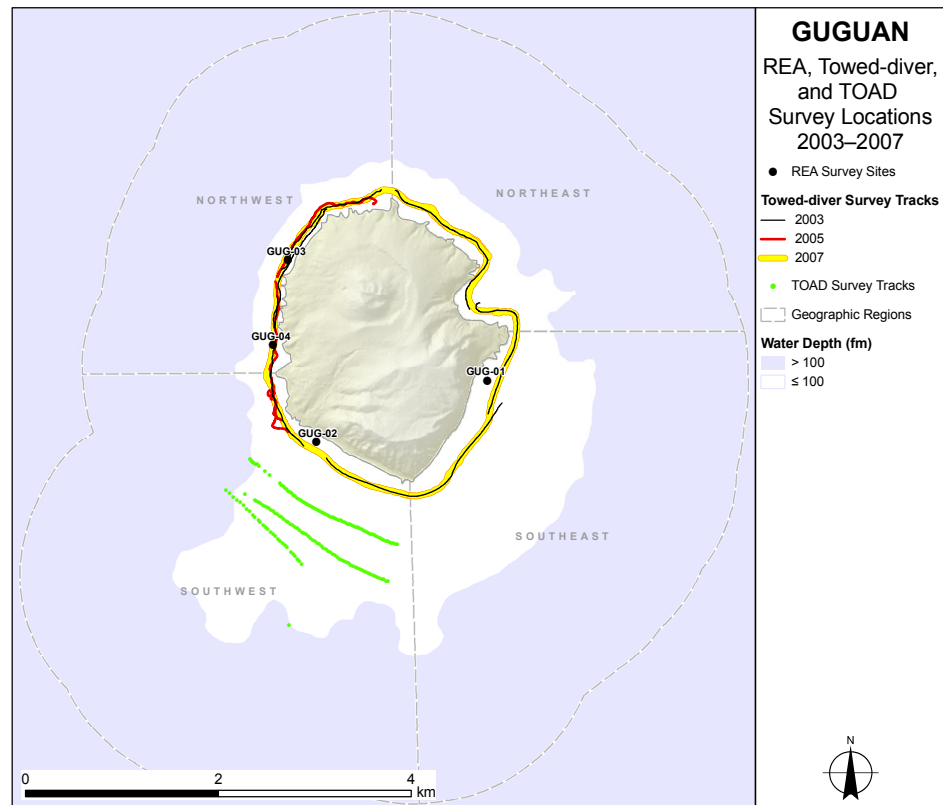 GUGUAN
REA, Towed-diver,
and TOAD
Survey Locations
2003–2007
REA Survey Sites
Towed-diver Survey Tracks
2003
2005
2007
TOAD Survey Tracks
Geographic Regions
Water Depth (fm)
> 100
≤ 100
N
NORTHWEST
NORTHEAST
GUG-03
GUG-04
GUG-01
GUG-02
SOUTHEAST
SOUTHWEST
0 2 4
km